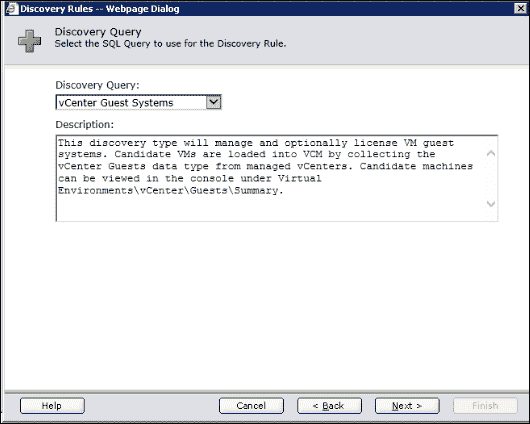 Discovery Rules -- Webpage Dialog
Discovery Query
Select the SQL Query to use for the Discovery Rule.
Discovery Query:
vCenter Guest Systems
Description:
This discovery type will manage and optionally license VM guest
systems. Candidate VMs are loaded into VCM by collecting the
vCenter Guests data type from managed vCenters. Candidate machines
can be viewed in the console under Virtual
Environments\vCenter\Guests\Summary.
Help
Cancel
< Back
Next >
Finish